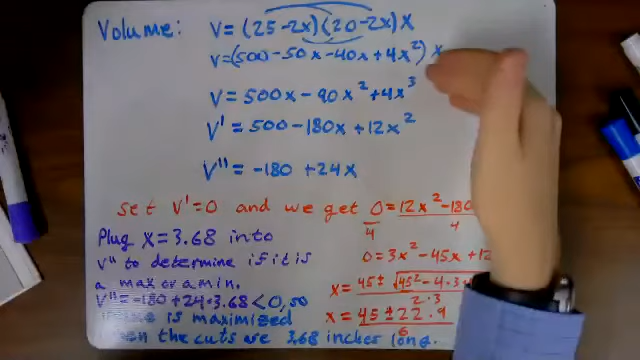 Volume: V=(25-2x)(20-2x)x
V=(500-50x-40x+4x²)x
V=500x-90x²+4x³
V'=500-180x+12x²
V''=-180+24x
Set V'=0 and we get 0=12x²-180
4 4
Plug x=3.68 into
0=3x²-45x+12
V'' to determine if it is
a max or a min.
x=45±√45²-4·3
2·3
V''=-180+24·3.68<0, so
x=45±22.9
6
is maximized
the cuts are 3.68 inches long.